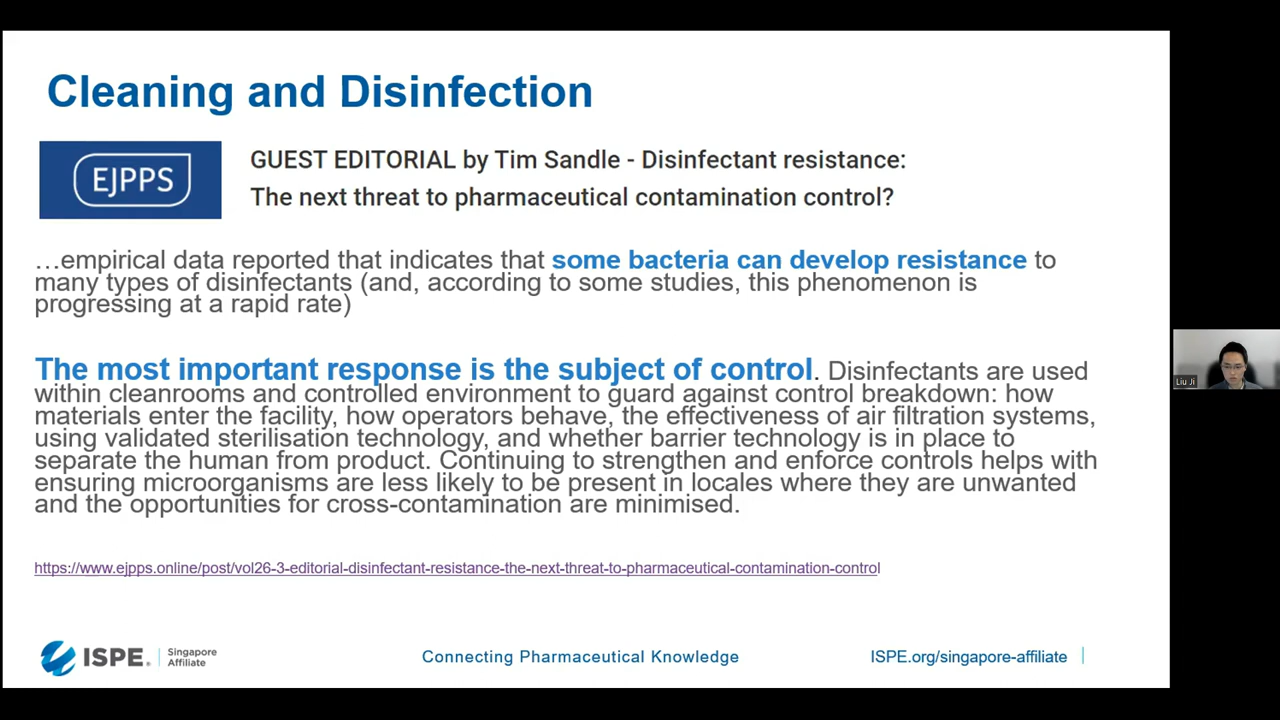 Cleaning and Disinfection
EJPPS
GUEST EDITORIAL by Tim Sandle - Disinfectant resistance:
The next threat to pharmaceutical contamination control?
…empirical data reported that indicates that some bacteria can develop resistance to
many types of disinfectants (and, according to some studies, this phenomenon is
progressing at a rapid rate)
The most important response is the subject of control. Disinfectants are used
within cleanrooms and controlled environment to guard against control breakdown: how
materials enter the facility, how operators behave, the effectiveness of air filtration systems,
using validated sterilisation technology, and whether barrier technology is in place to
separate the human from product. Continuing to strengthen and enforce controls helps with
ensuring microorganisms are less likely to be present in locales where they are unwanted
and the opportunities for cross-contamination are minimised.
https://www.ejpps.online/post/vol26-3-editorial-disinfectant-resistance-the-next-threat-to-pharmaceutical-contamination-control
ISPE. Singapore
Affiliate
Connecting Pharmaceutical Knowledge
ISPE.org/singapore-affiliate
Liu Ji